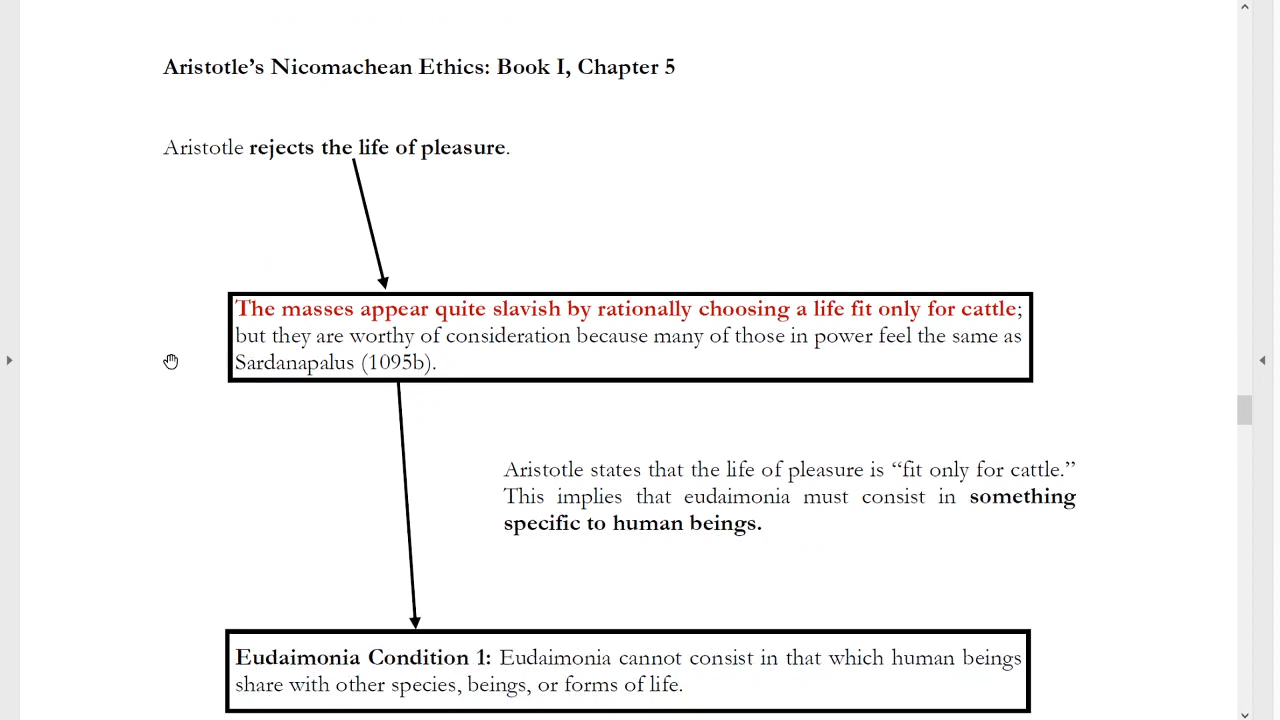 Aristotle’s Nicomachean Ethics: Book I, Chapter 5
Aristotle rejects the life of pleasure.
The masses appear quite slavish by rationally choosing a life fit only for cattle;
but they are worthy of consideration because many of those in power feel the same as
Sardanapalus (1095b).
Aristotle states that the life of pleasure is “fit only for cattle.”
This implies that eudaimonia must consist in something
specific to human beings.
Eudaimonia Condition 1: Eudaimonia cannot consist in that which human beings
share with other species, beings, or forms of life.